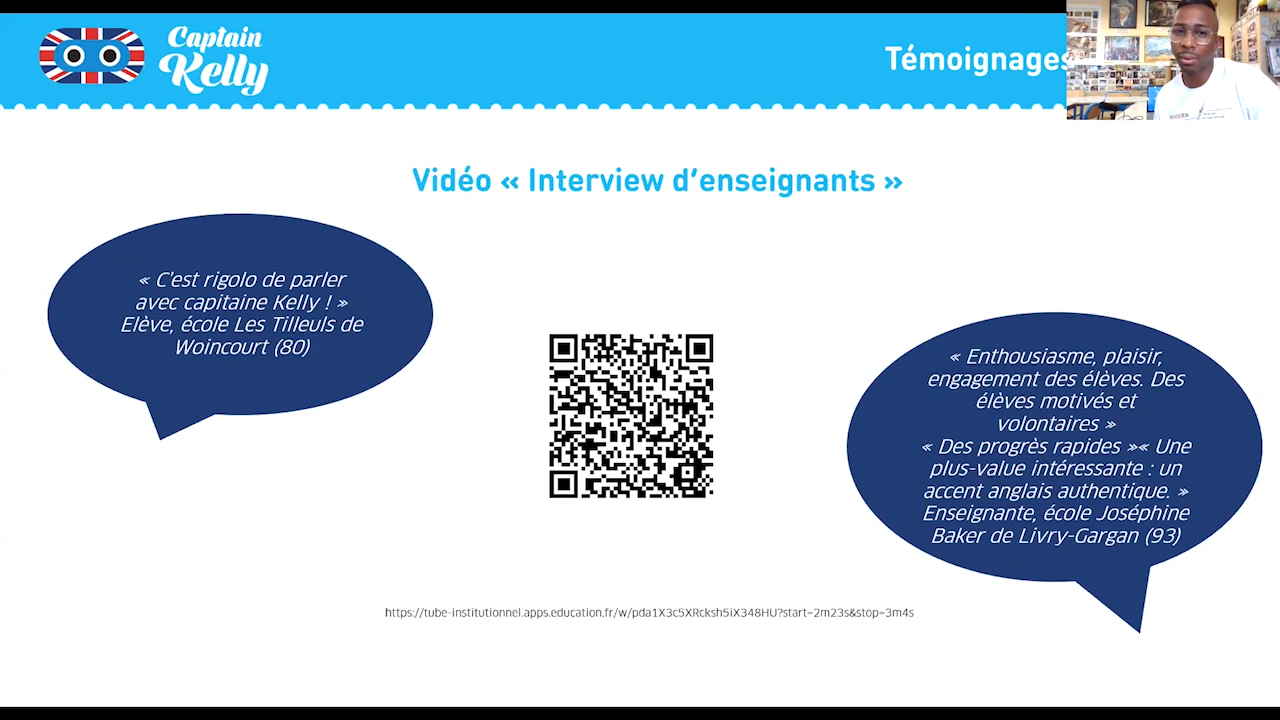 Captain
Kelly
Témoignages
Vidéo « Interview d'enseignants »
« C'est rigolo de parler
avec capitaine Kelly ! »
Elève, école Les Tilleuls de
Woincourt (80)
« Enthousiasme, plaisir,
engagement des élèves. Des
élèves motivés et
volontaires »
« Des progrès rapides »« Une
plus-value intéressante : un
accent anglais authentique. »
Enseignante, école Joséphine
Baker de Livry-Gargan (93)
https://tube-institutionnel.apps.education.fr/w/pda1X3c5XRcksh5iX348HU?start=2m23s&stop=3m4s